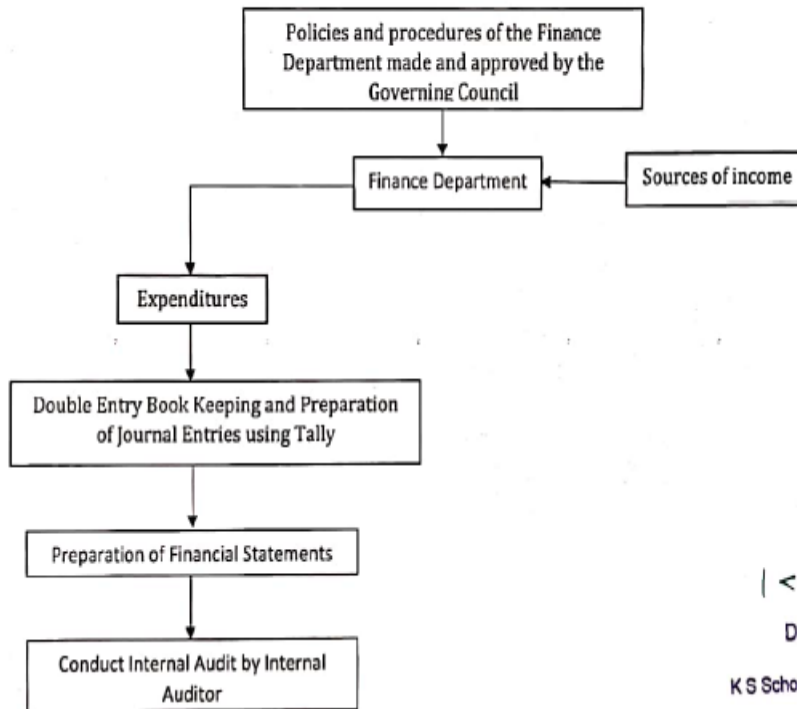 Policies and procedures of the Finance
Department made and approved by the
Governing Council
Finance Department
Sources of income
Expenditures
Double Entry Book Keeping and Preparation
of Journal Entries using Tally
Preparation of Financial Statements
Conduct Internal Audit by Internal
Auditor
D
K S Scho